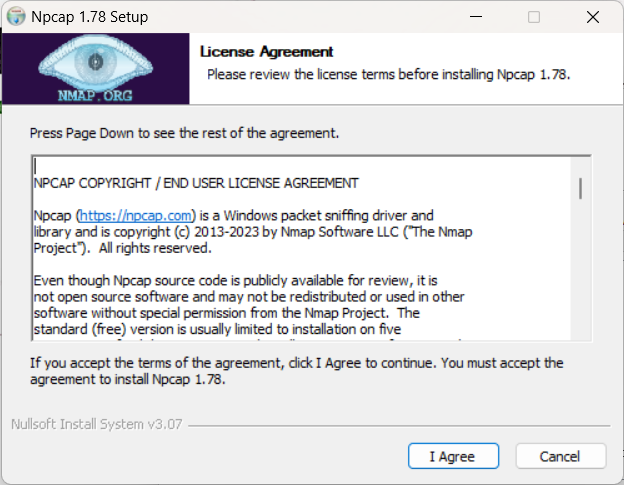 Npcap 1.78 Setup
NMAP.ORG
License Agreement
Please review the license terms before installing Npcap 1.78.
Press Page Down to see the rest of the agreement.
NPCAP COPYRIGHT / END USER LICENSE AGREEMENT
Npcap (https://npcap.com) is a Windows packet sniffing driver and
library and is copyright (c) 2013-2023 by Nmap Software LLC ("The Nmap
Project").  All rights reserved.
Even though Npcap source code is publicly available for review, it is
not open source software and may not be redistributed or used in other
software without special permission from the Nmap Project.  The
standard (free) version is usually limited to installation on five
If you accept the terms of the agreement, click I Agree to continue. You must accept the
agreement to install Npcap 1.78.
Nullsoft Install System v3.07
I Agree
Cancel